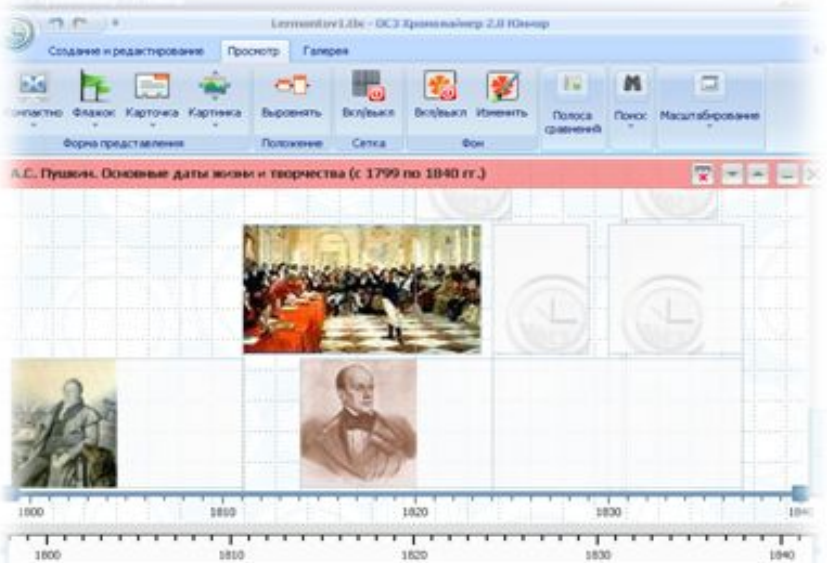 Lermontov1.tlx - ОС3 Хронолайнер 2.0 Юниор
Создание и редактирование Просмотр Галерея
Компактно Флажок Карточка Картинка Выровнять Вкл/выкл Вкл/выкл Изменить Полоса сравнений Поиск Масштабирование
Форма представления Положение Сетка Фон
А.С. Пушкин. Основные даты жизни и творчества (с 1799 по 1840 гг.)
1800 1810 1820 1830 1840
1800 1810 1820 1830 1840